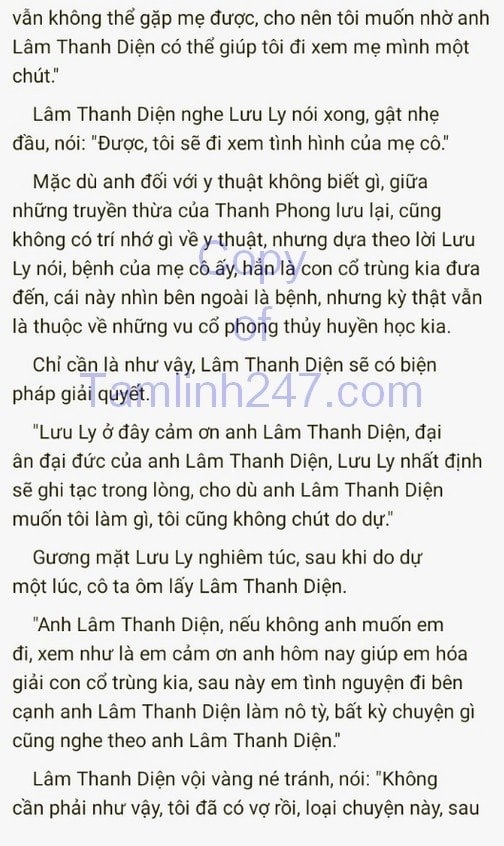 vẫn không thể gặp mẹ được, cho nên tôi muốn nhờ anh
Lâm Thanh Diện có thể giúp tôi đi xem mẹ mình một
chút."
Lâm Thanh Diện nghe Lưu Ly nói xong, gật nhẹ
đầu, nói: "Được, tôi sẽ đi xem tình hình của mẹ cô."
Mặc dù anh đối với y thuật không biết gì, giữa
những truyền thừa của Thanh Phong lưu lại, cũng
không có trí nhớ gì về y thuật, nhưng dựa theo lời Lưu
Ly nói, bệnh của mẹ cô ấy, hẳn là con cổ trùng kia đưa
đến, cái này nhìn bên ngoài là bệnh, nhưng kỳ thật vẫn
là thuộc về những vu cổ phong thủy huyền học kia.
Chỉ cần là như vậy, Lâm Thanh Diện sẽ có biện
pháp giải quyết.
"Lưu Ly ở đây cảm ơn anh Lâm Thanh Diện, đại
ân đại đức của anh Lâm Thanh Diện, Lưu Ly nhất định
sẽ ghi tạc trong lòng, cho dù anh Lâm Thanh Diện
muốn tôi làm gì, tôi cũng không chút do dự."
Gương mặt Lưu Ly nghiêm túc, sau khi do dự
một lúc, cô ta ôm lấy Lâm Thanh Diện.
"Anh Lâm Thanh Diện, nếu không anh muốn em
đi, xem như là em cảm ơn anh hôm nay giúp em hóa
giải con cổ trùng kia, sau này em tình nguyện đi bên
cạnh anh Lâm Thanh Diện làm nô tỳ, bất kỳ chuyện gì
cũng nghe theo anh Lâm Thanh Diện."
Lâm Thanh Diện vội vàng né tránh, nói: "Không
cần phải như vậy, tôi đã có vợ rồi, loại chuyện này, sau
Copy
of
Tamlinh247.com